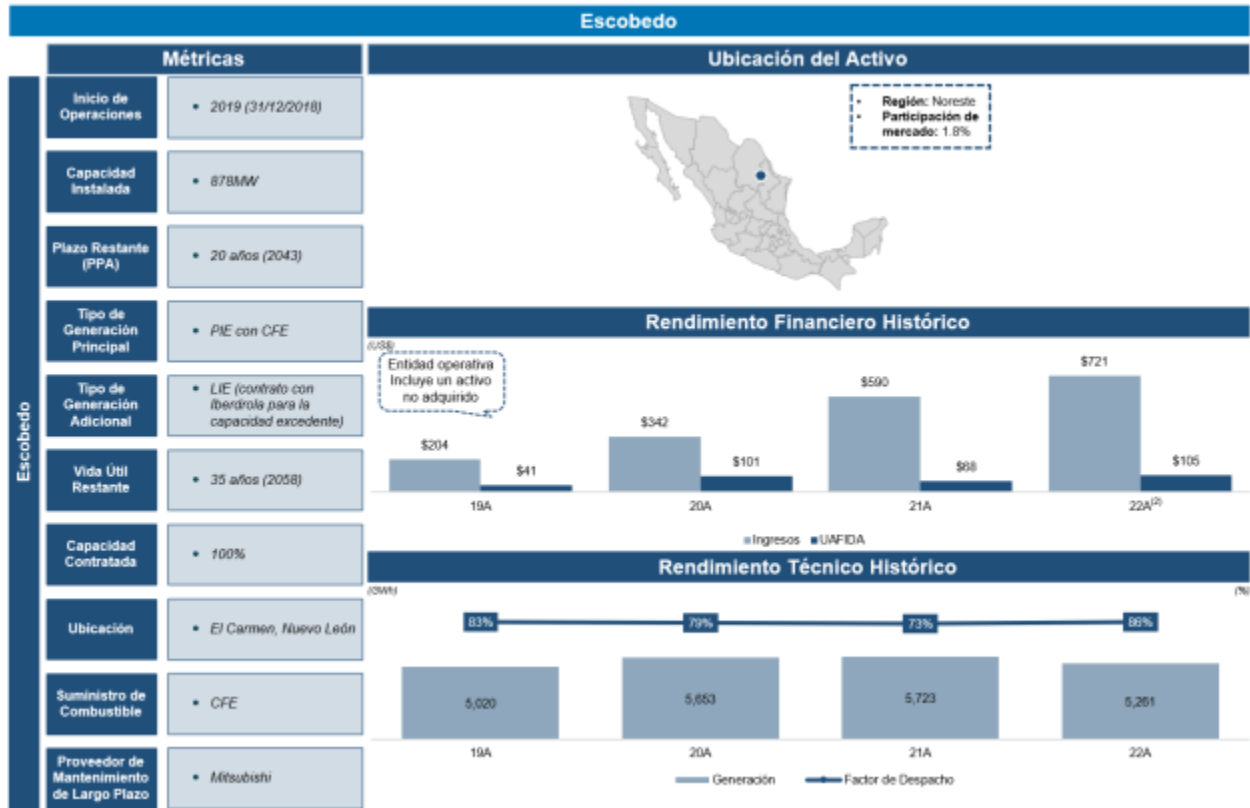 Escobedo
Métricas
Ubicación del Activo
Escobedo
Inicio de
Operaciones
• 2019 (31/12/2018)
Capacidad
Instalada
• 878MW
Plazo Restante
(PPA)
• 20 años (2043)
Tipo de
Generación
Principal
• PIE con CFE
Tipo de
Generación
Adicional
• LIE (contrato con
Iberdrola para la
capacidad excedente)
Vida Útil
Restante
• 35 años (2058)
Capacidad
Contratada
• 100%
Ubicación
• El Carmen, Nuevo León
Suministro de
Combustible
• CFE
Proveedor de
Mantenimiento
de Largo Plazo
• Mitsubishi
• Región: Noreste
• Participación de
mercado: 1.8%
Rendimiento Financiero Histórico
(US$)
Entidad operativa
Incluye un activo
no adquirido
$204
$41
$342
$101
$590
$68
$721
$105
19A
20A
21A
22A(2)
Ingresos
UAFIDA
Rendimiento Técnico Histórico
(GWh)
(%)
83%
79%
73%
86%
5,020
5,653
5,723
5,261
19A
20A
21A
22A
Generación
Factor de Despacho